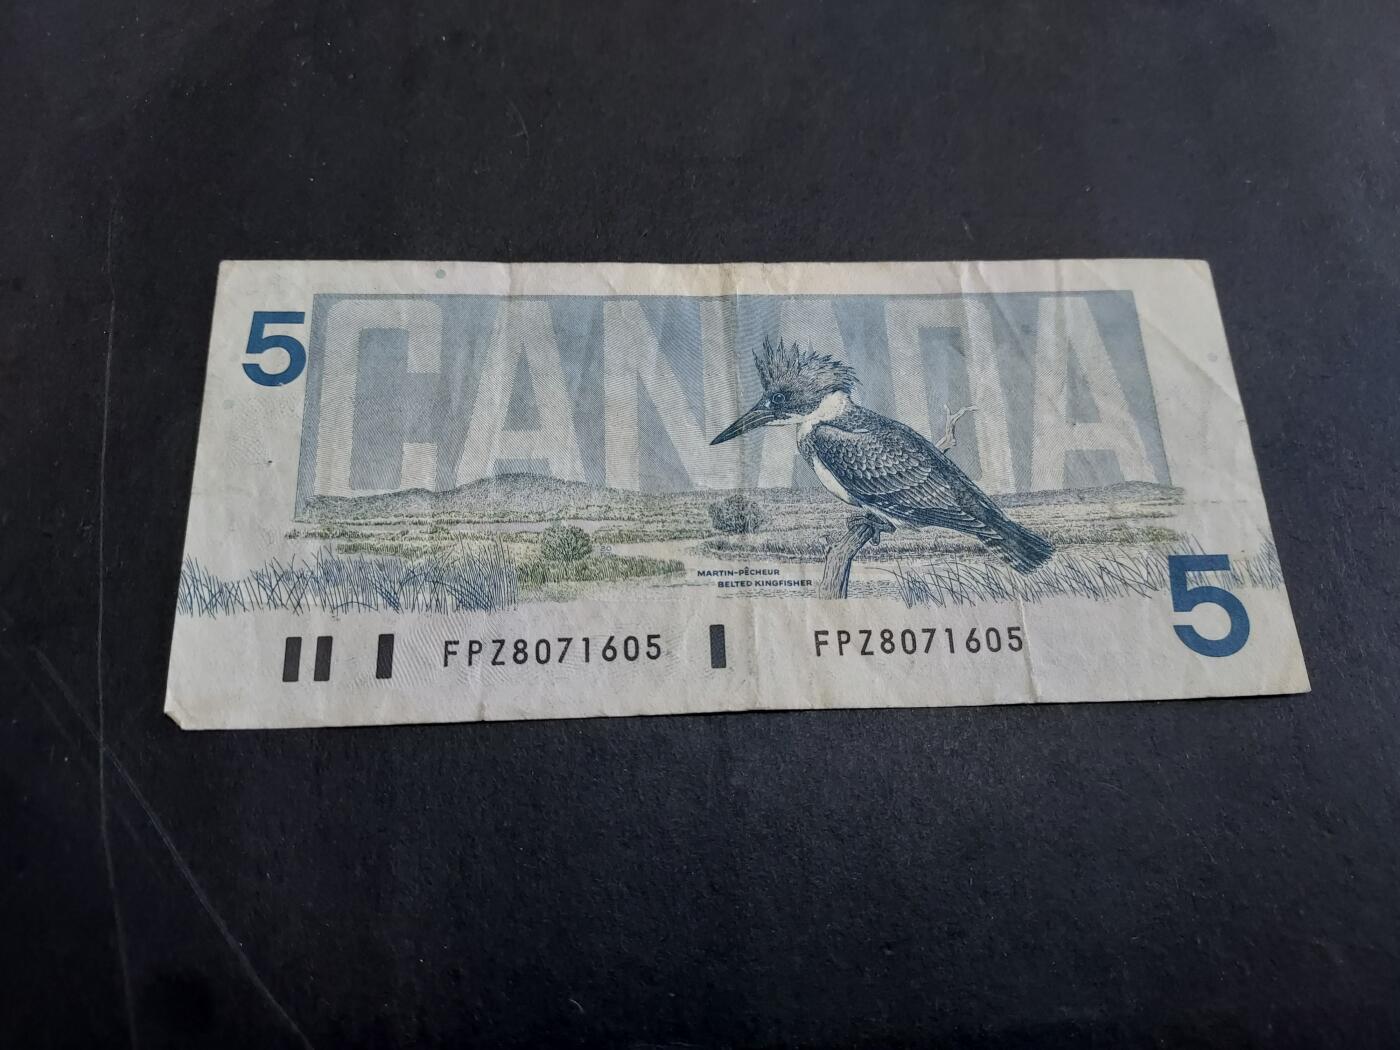 5
CANADA
MARTIN-PÊCHEUR
BELTED KINGFISHER
5
FPZ8071605 FPZ8071605